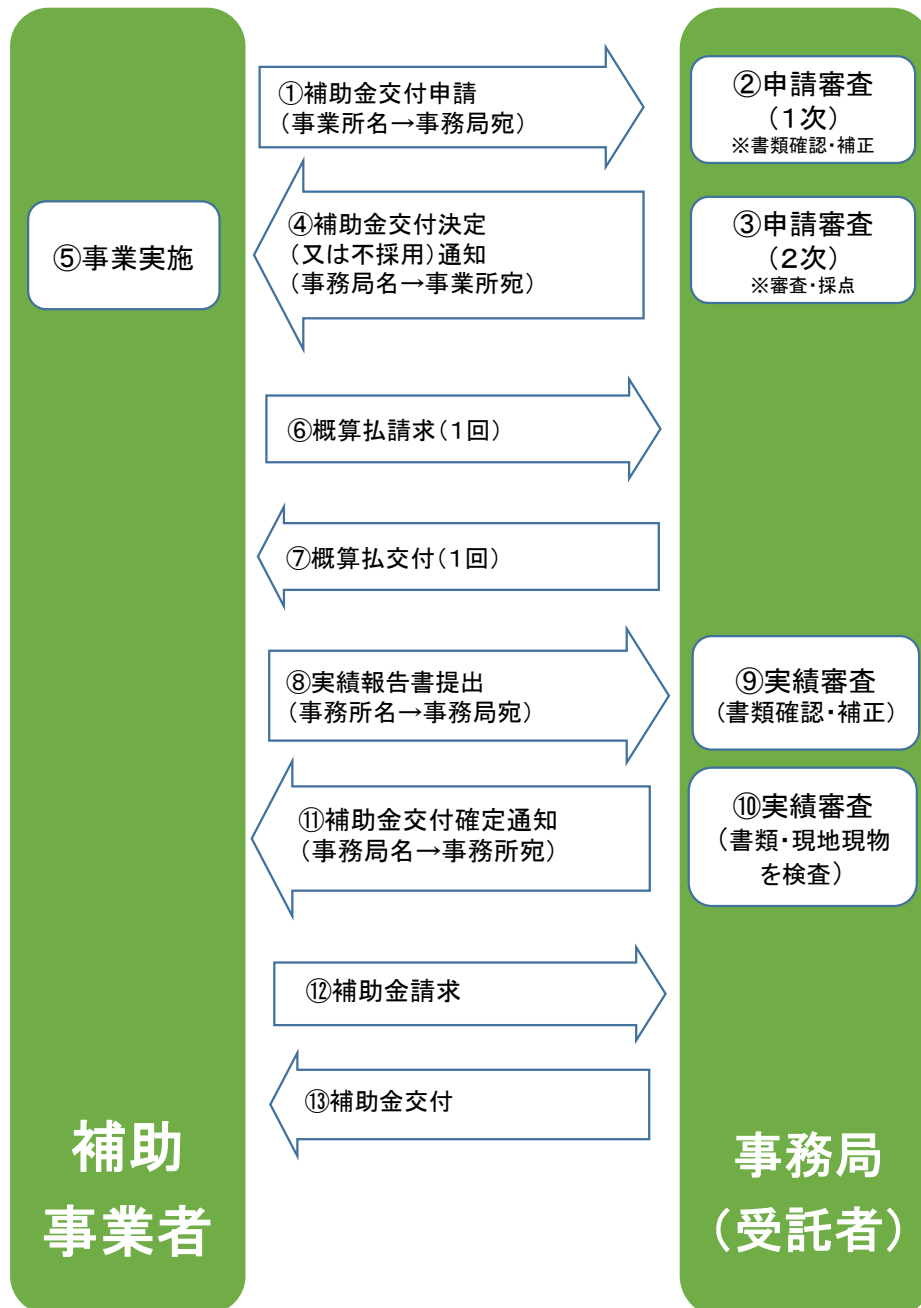 ①補助金交付申請
(事業所名→事務局宛)
②申請審査
(1次)
※書類確認・補正
③申請審査
(2次)
※審査・採点
④補助金交付決定
(又は不採用)通知
(事務局名→事業所宛)
⑤事業実施
⑥概算払請求(1回)
⑦概算払交付(1回)
⑧実績報告書提出
(事務所名→事務局宛)
⑨実績審査
(書類確認・補正)
⑩実績審査
(書類・現地現物
を検査)
⑪補助金交付確定通知
(事務局名→事務所宛)
⑫補助金請求
⑬補助金交付
補助
事業者
事務局
(受託者)